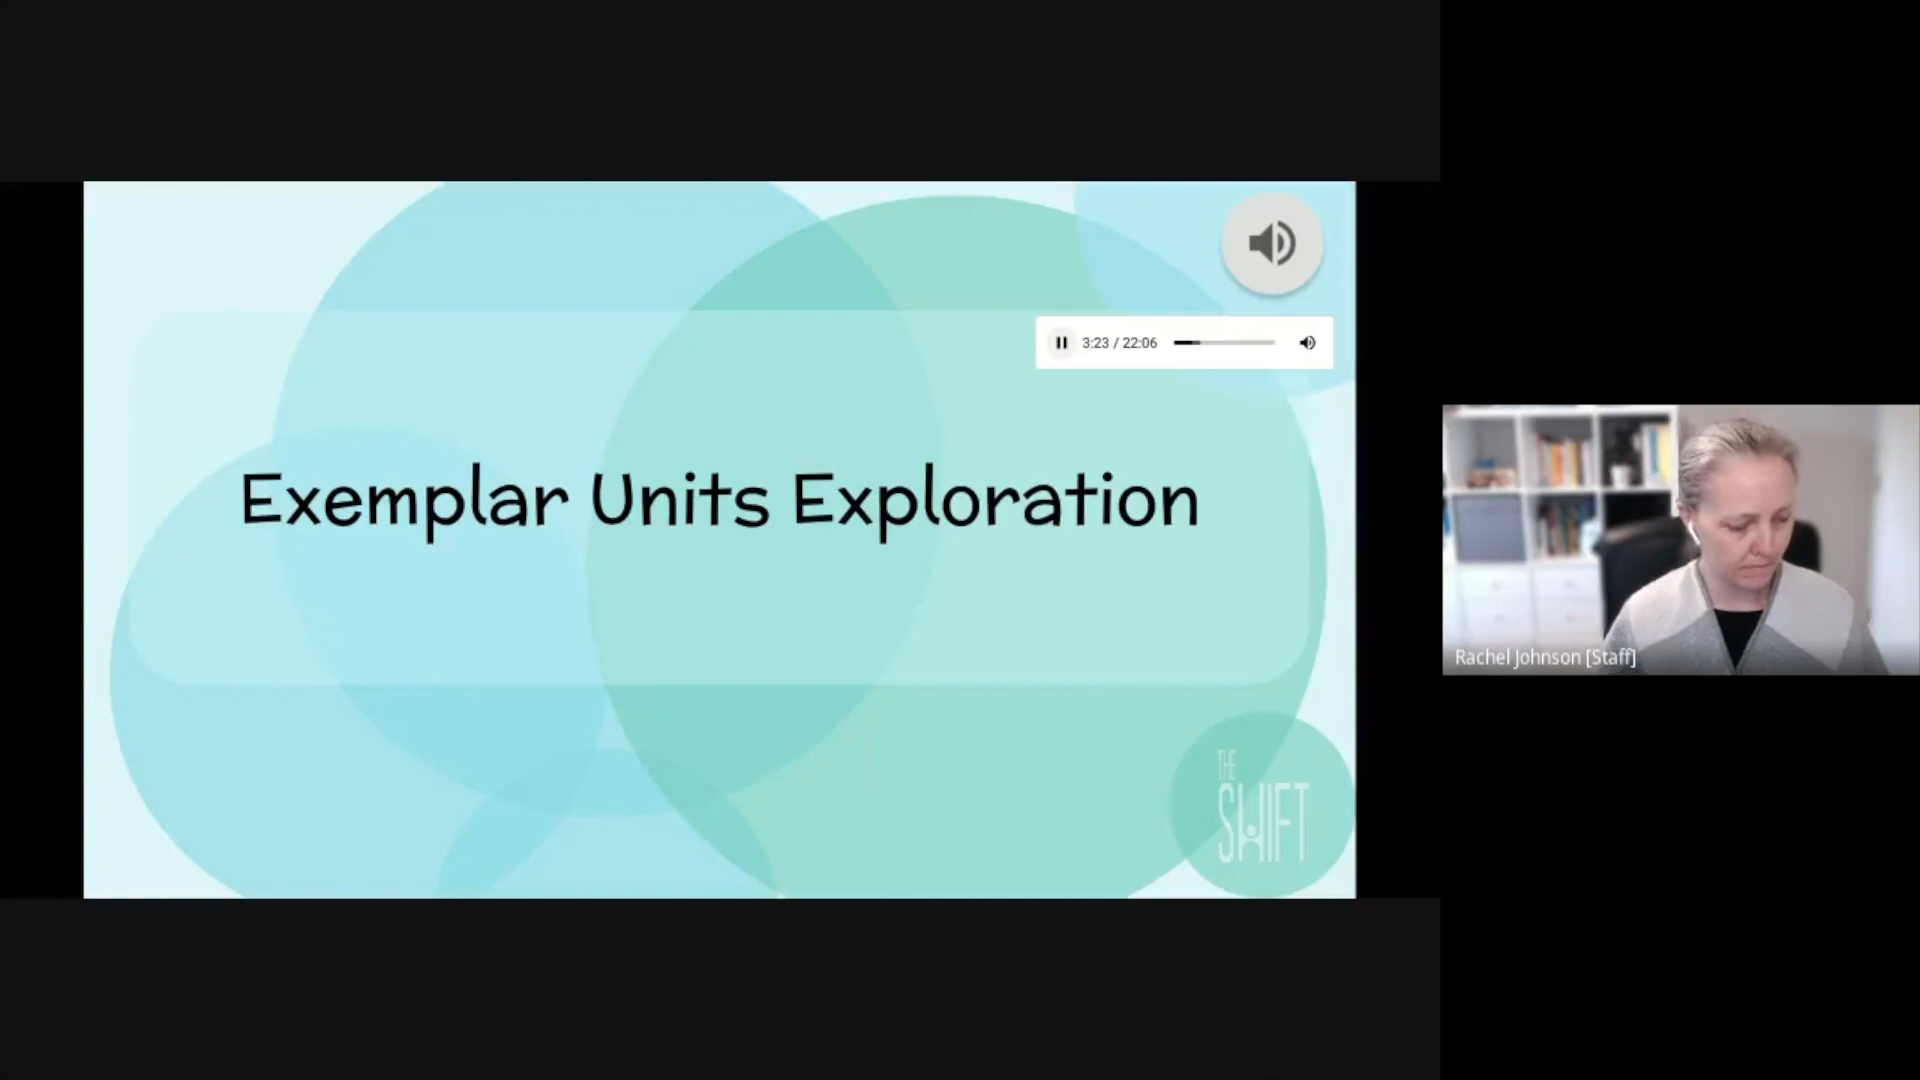 3:23 / 22:06
Exemplar Units Exploration
Rachel Johnson [Staff]
THE
SHIFT